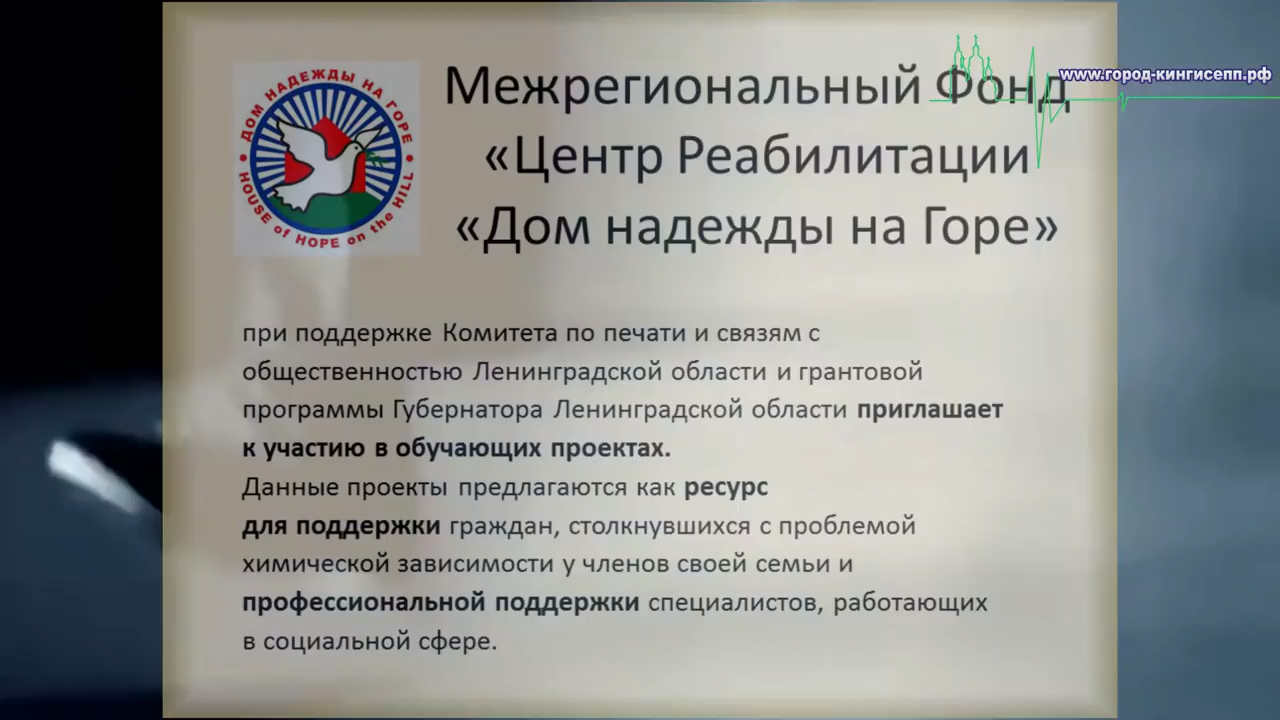 www.город-кингисепп.рф
ДОМ НАДЕЖДЫ НА ГОРЕ
HOUSE of HOPE on the HILL
Межрегиональный Фонд
«Центр Реабилитации
«Дом надежды на Горе»
при поддержке Комитета по печати и связям с
общественностью Ленинградской области и грантовой
программы Губернатора Ленинградской области приглашает
к участию в обучающих проектах.
Данные проекты предлагаются как ресурс
для поддержки граждан, столкнувшихся с проблемой
химической зависимости у членов своей семьи и
профессиональной поддержки специалистов, работающих
в социальной сфере.